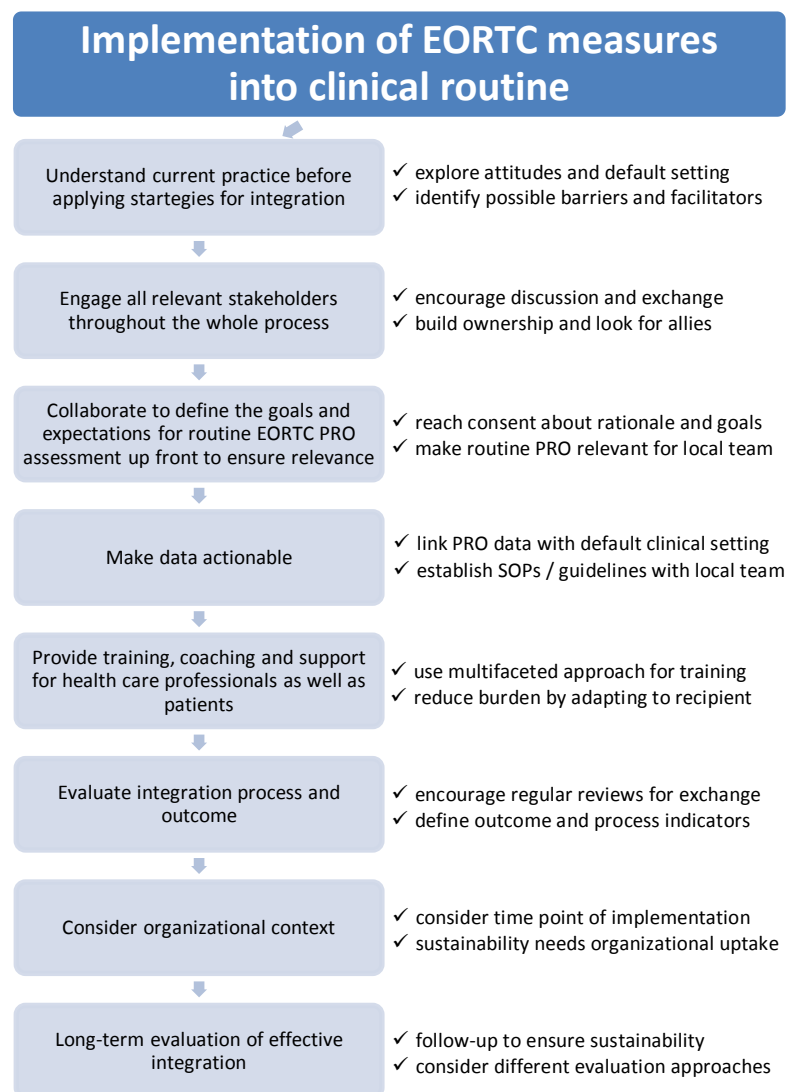 Implementation of EORTC measures
into clinical routine
Understand current practice before
applying startegies for integration
✓ explore attitudes and default setting
✓ identify possible barriers and facilitators
Engage all relevant stakeholders
throughout the whole process
✓ encourage discussion and exchange
✓ build ownership and look for allies
Collaborate to define the goals and
expectations for routine EORTC PRO
assessment up front to ensure relevance
✓ reach consent about rationale and goals
✓ make routine PRO relevant for local team
Make data actionable
✓ link PRO data with default clinical setting
✓ establish SOPs / guidelines with local team
Provide training, coaching and support
for health care professionals as well as
patients
✓ use multifaceted approach for training
✓ reduce burden by adapting to recipient
Evaluate integration process and
outcome
✓ encourage regular reviews for exchange
✓ define outcome and process indicators
Consider organizational context
✓ consider time point of implementation
✓ sustainability needs organizational uptake
Long-term evaluation of effective
integration
✓ follow-up to ensure sustainability
✓ consider different evaluation approaches